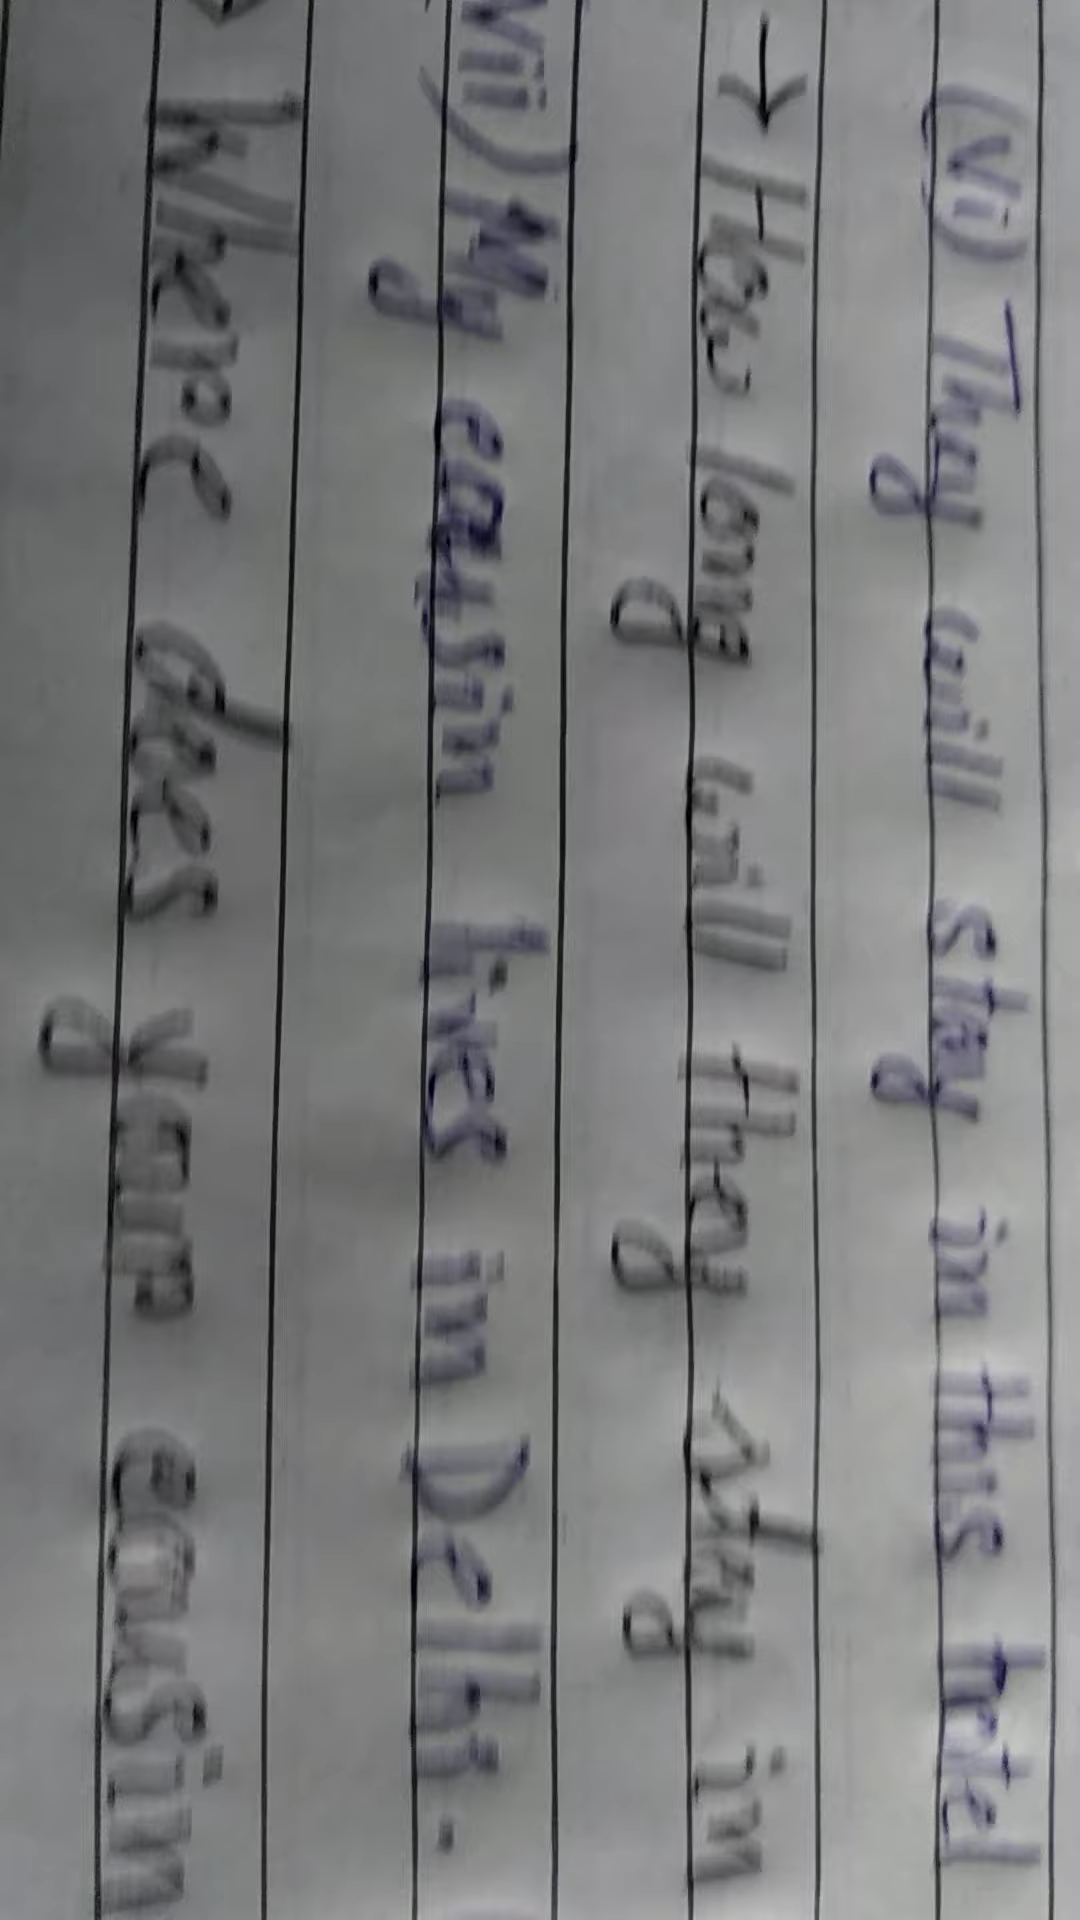 (vi) They will stay in this hotel
→ How long will they stay in
vii) My cousin lives in Delhi.
Where does your cousin